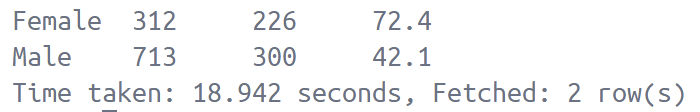 Female  312     226     72.4
Male    713     300     42.1
Time taken: 18.942 seconds, Fetched: 2 row(s)